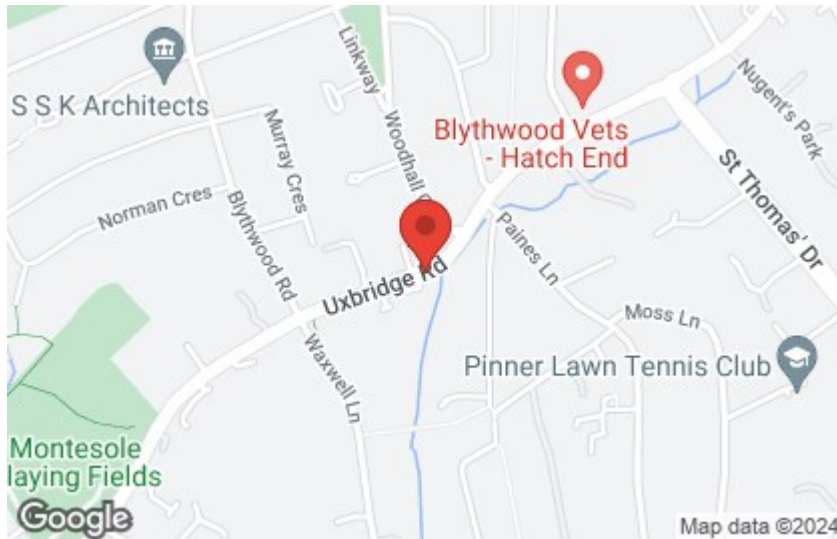 Linkway
S S K Architects
Murray Cres
Woodhall G
Blythwood Vets
- Hatch End
Nugent's Park
St Thomas' Dr
Norman Cres
Blythwood Rd
Paines Ln
Uxbridge Rd
Waxwell Ln
Moss Ln
Pinner Lawn Tennis Club
Montesole
laying Fields
Google
Map data ©2024